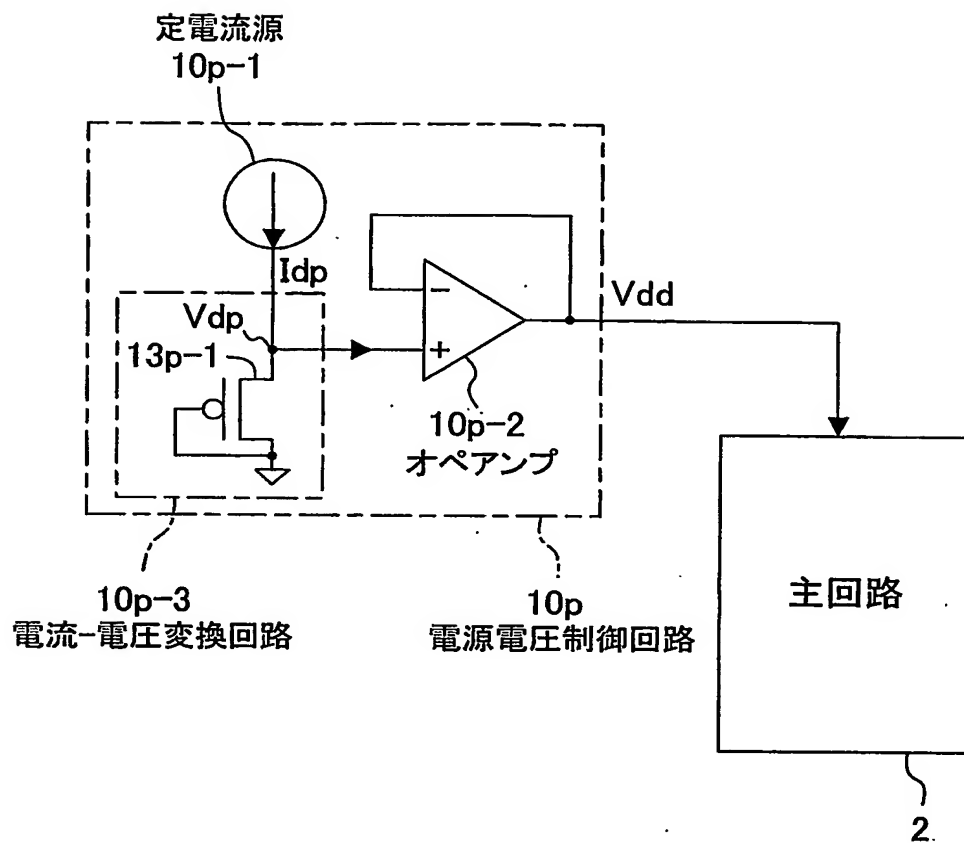 定電流源
10p-1
Idp
Vdp
13p-1
−
+
Vdd
10p-2
オペアンプ
10p-3
電流-電圧変換回路
10p
電源電圧制御回路
主回路
2